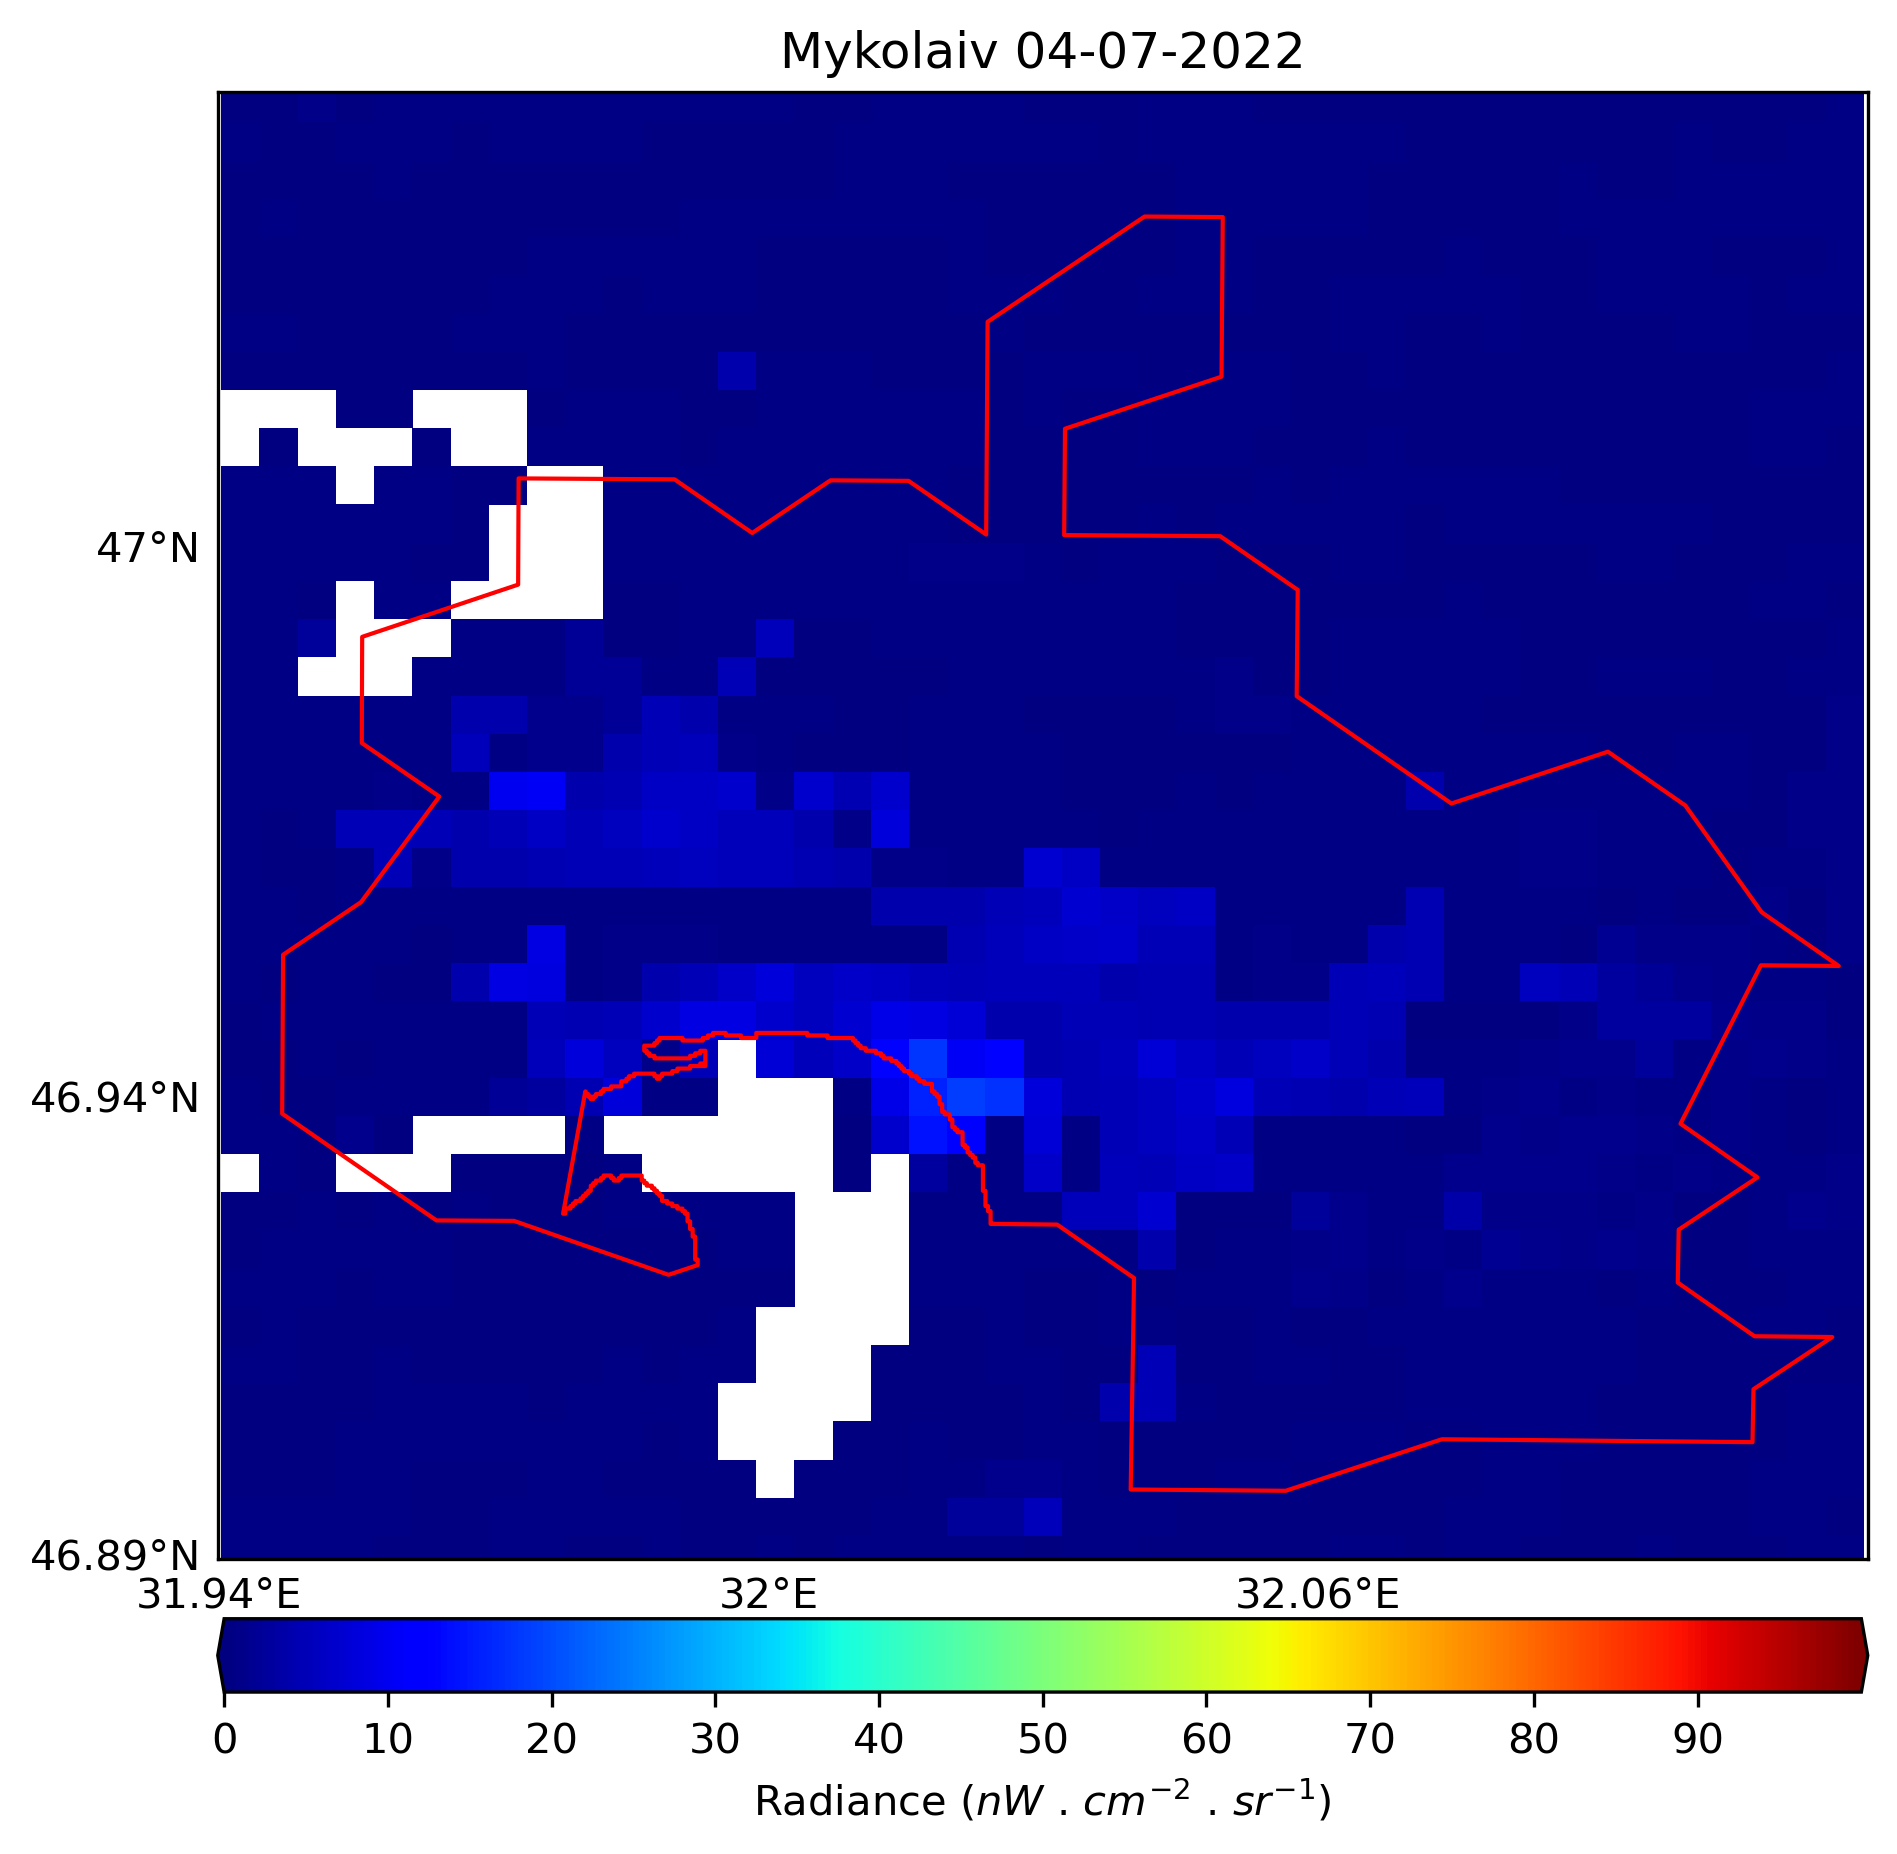 Mykolaiv 04-07-2022
47°N
46.94°N
46.89°N
31.94°E 32°E 32.06°E
0 10 20 30 40 50 60 70 80 90
Radiance (nW . cm⁻² . sr⁻¹)